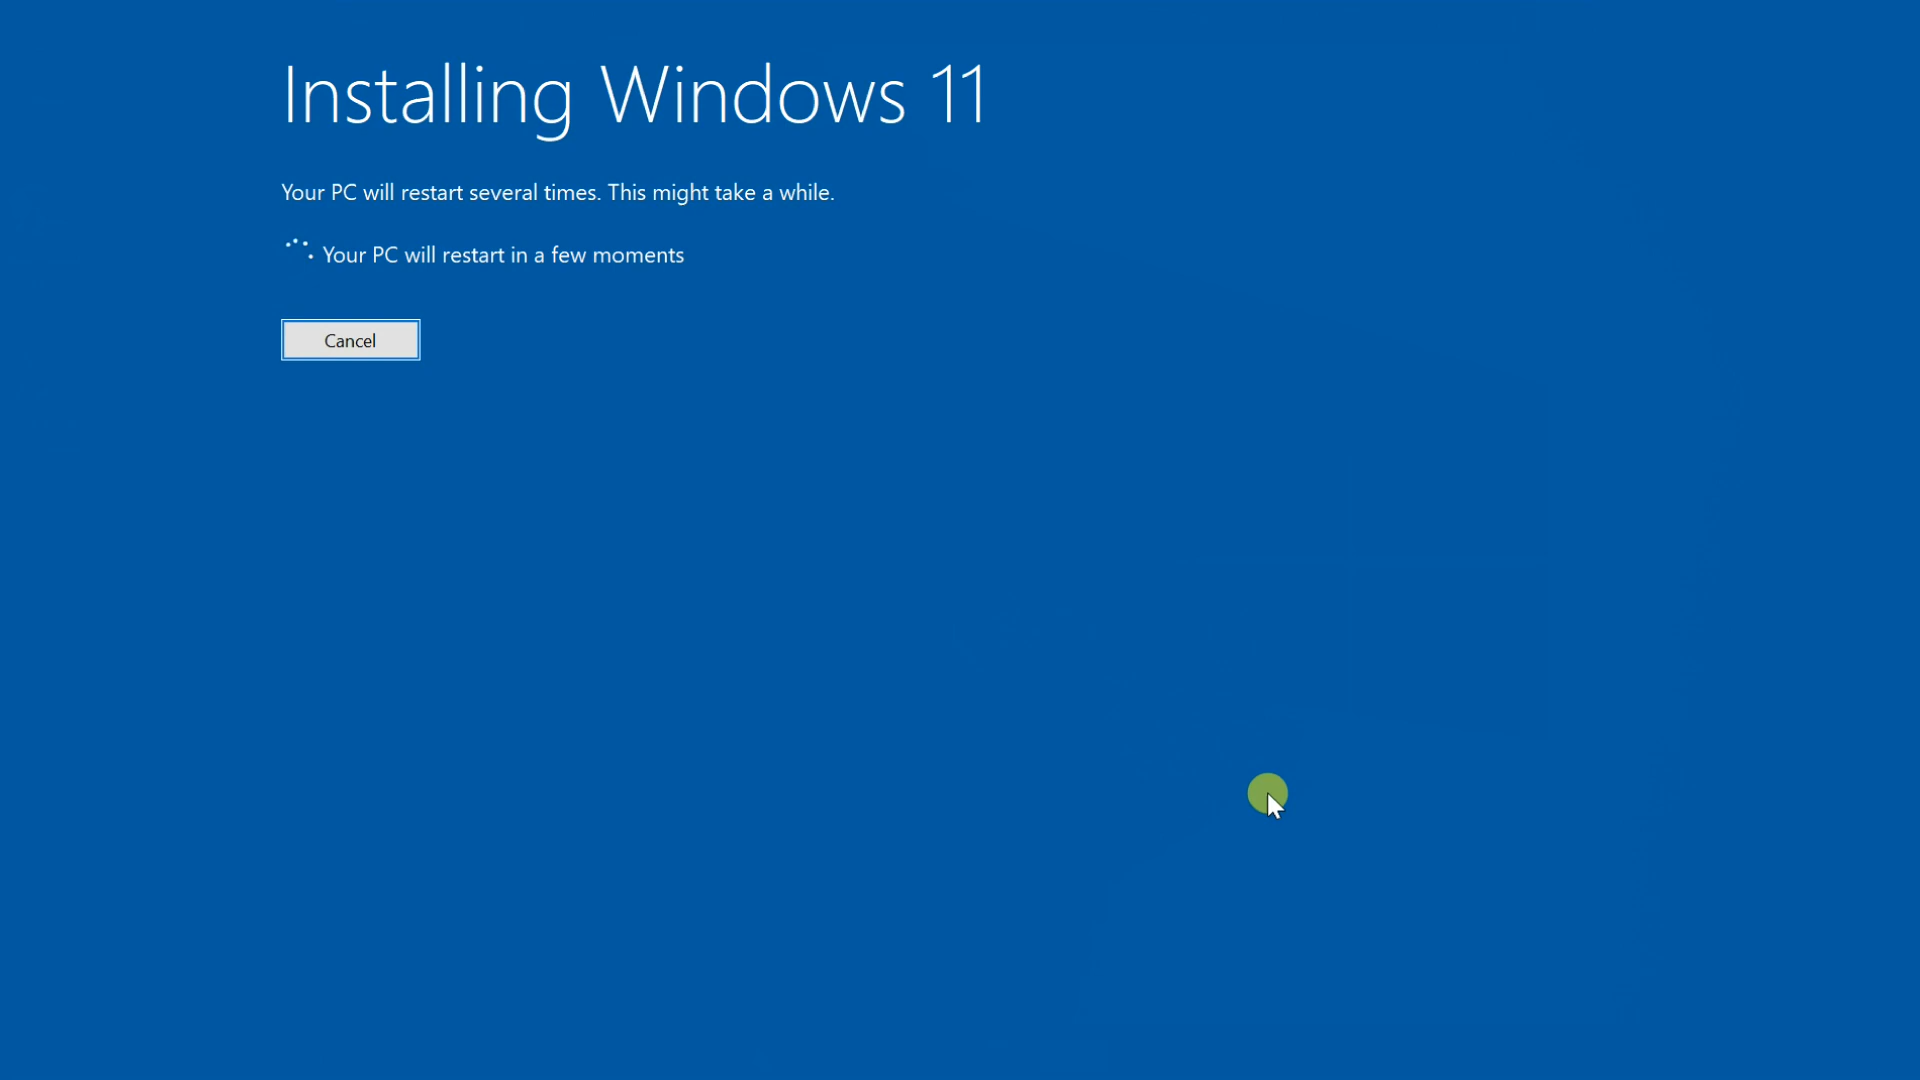 Installing Windows 11
Your PC will restart several times. This might take a while.
Your PC will restart in a few moments
Cancel